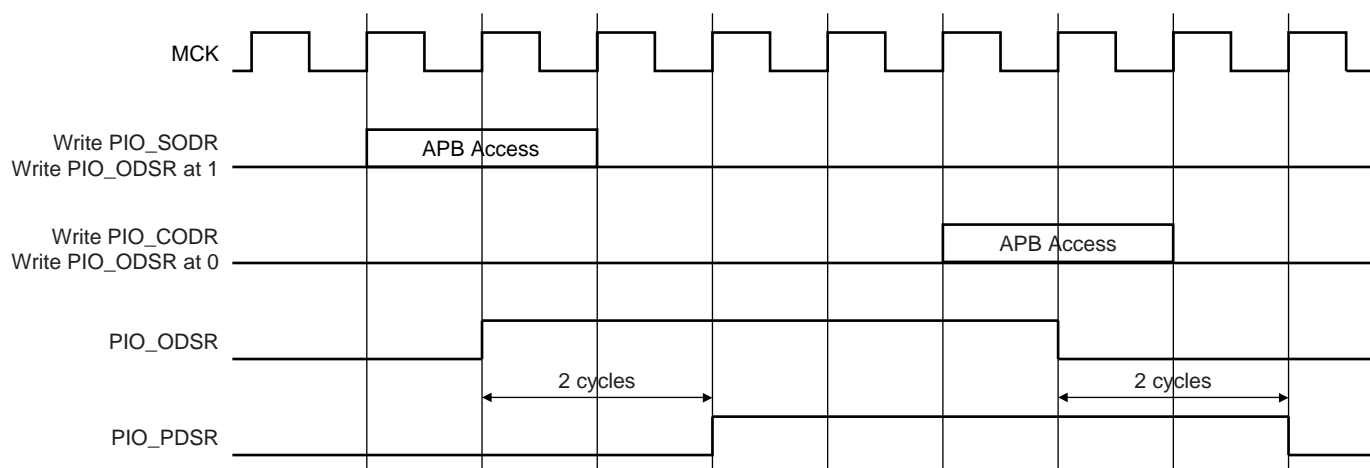 MCK
Write PIO_SODR
Write PIO_ODSR at 1
APB Access
Write PIO_CODR
Write PIO_ODSR at 0
APB Access
PIO_ODSR
2 cycles
2 cycles
PIO_PDSR